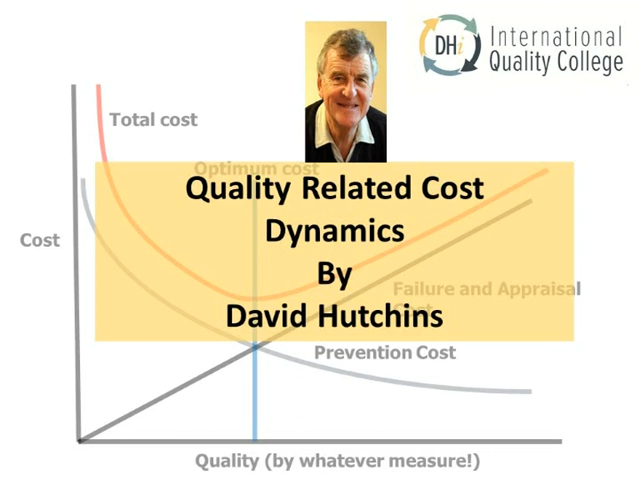 DHi
International
Quality College
Total cost
Optimum cost
Quality Related Cost
Dynamics
By
David Hutchins
Cost
Failure and Appraisal
Cost
Prevention Cost
Quality (by whatever measure!)